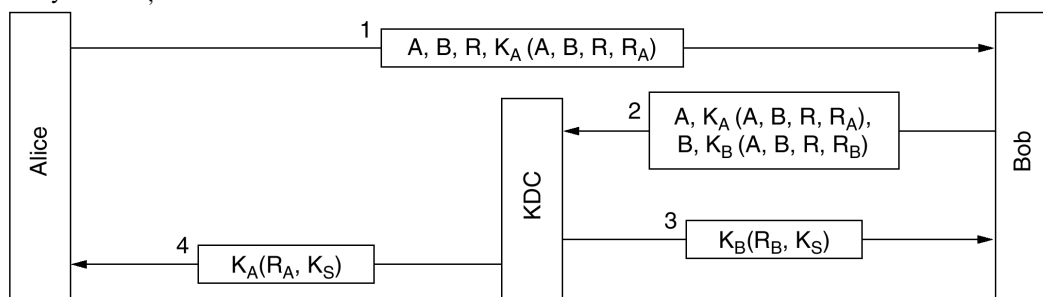 1
A, B, R, K_A (A, B, R, R_A)
Alice
KDC
Bob
2
A, K_A (A, B, R, R_A),
B, K_B (A, B, R, R_B)
3
K_B(R_B, K_S)
4
K_A(R_A, K_S)